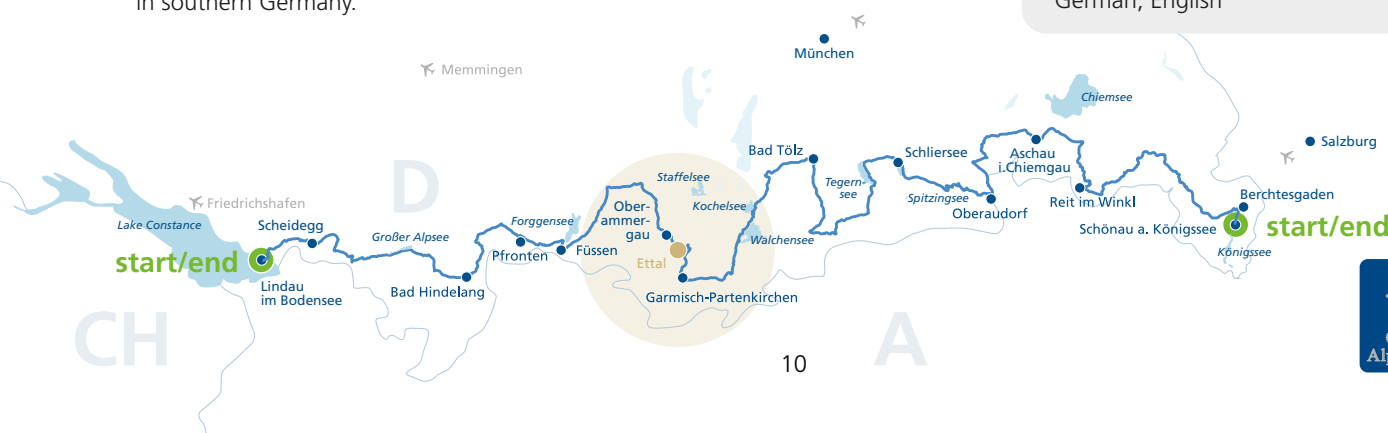 in southern Germany.
German, English
München
Memmingen
Chiemsee
Salzburg
Bad Tölz
Schliersee
Aschau
i.Chiemgau
Staffelsee
Tegern-
see
D
Spitzingsee
Berchtesgaden
Friedrichshafen
Ober-
ammer-
gau
Kochelsee
Reit im Winkl
Oberaudorf
Lake Constance
Scheidegg
Forggensee
Schönau a. Königssee
start/end
Großer Alpsee
Walchensee
Füssen
Pfronten
Ettal
Königssee
start/end
Lindau
im Bodensee
Bad Hindelang
Garmisch-Partenkirchen
CH
A
10